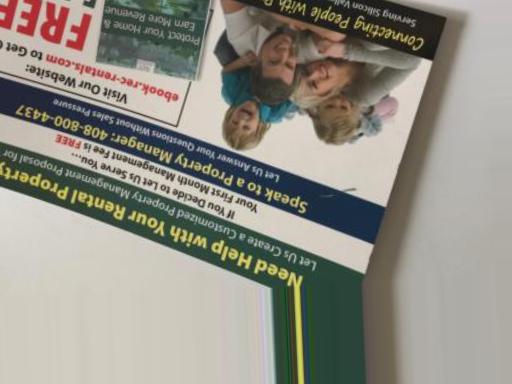 Need Help with Your Rental Property
Let Us Create a Customized Property Management Proposal for
If You Decide to Let Us Serve You...
Your First Month Management Fee is FREE
Speak to a Property Manager: 408-800-4437
Let Us Answer Your Questions Without Sales Pressure
Visit Our Website:
ebook.rec-rentals.com to Get
FREE
Protect Your Home &
Earn More Revenue
Connecting People With
Serving Silicon